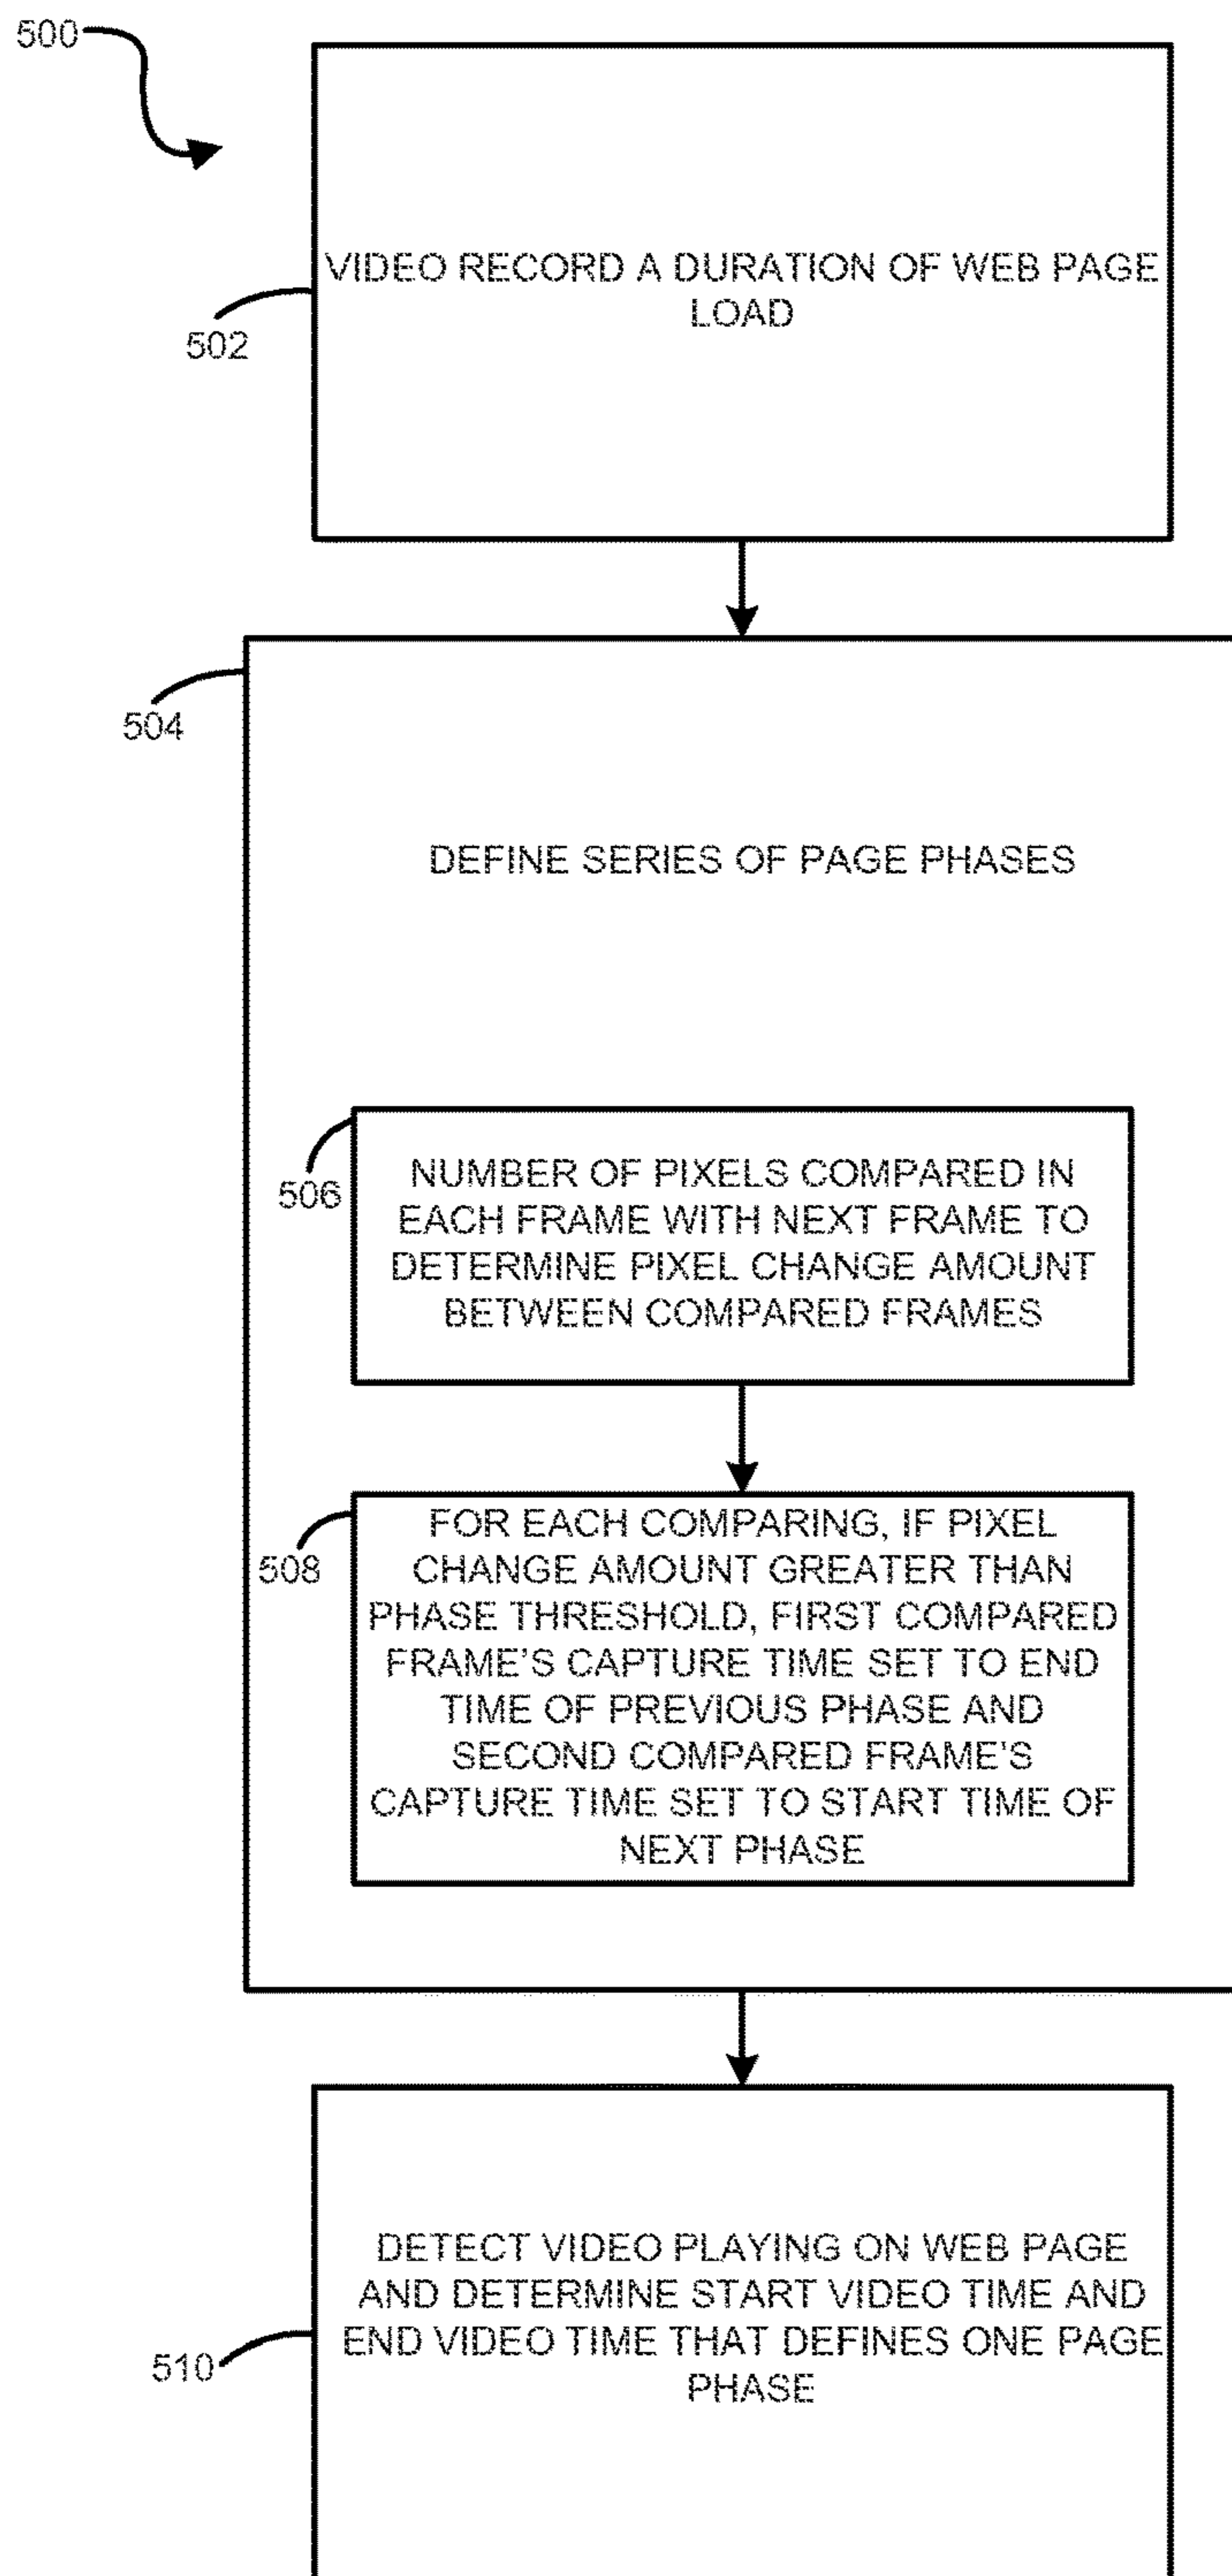 500
VIDEO RECORD A DURATION OF WEB PAGE
LOAD
502
504
DEFINE SERIES OF PAGE PHASES
506
NUMBER OF PIXELS COMPARED IN
EACH FRAME WITH NEXT FRAME TO
DETERMINE PIXEL CHANGE AMOUNT
BETWEEN COMPARED FRAMES
508
FOR EACH COMPARING, IF PIXEL
CHANGE AMOUNT GREATER THAN
PHASE THRESHOLD, FIRST COMPARED
FRAME'S CAPTURE TIME SET TO END
TIME OF PREVIOUS PHASE AND
SECOND COMPARED FRAME'S
CAPTURE TIME SET TO START TIME OF
NEXT PHASE
DETECT VIDEO PLAYING ON WEB PAGE
AND DETERMINE START VIDEO TIME AND
END VIDEO TIME THAT DEFINES ONE PAGE
PHASE
510